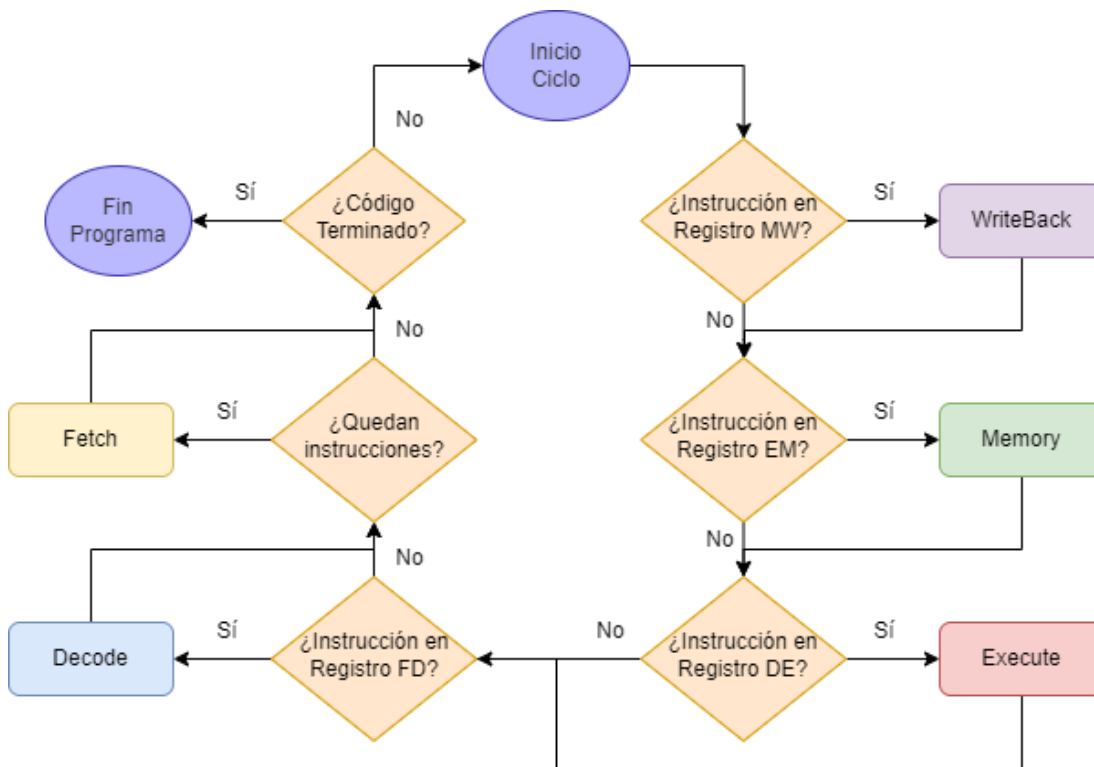 Inicio
Ciclo
No
¿Código
Terminado?
Sí
Fin
Programa
¿Instrucción en
Registro MW?
Sí
WriteBack
No
No
¿Quedan
instrucciones?
Sí
Fetch
¿Instrucción en
Registro EM?
Sí
Memory
No
No
¿Instrucción en
Registro FD?
Sí
Decode
No
¿Instrucción en
Registro DE?
Sí
Execute